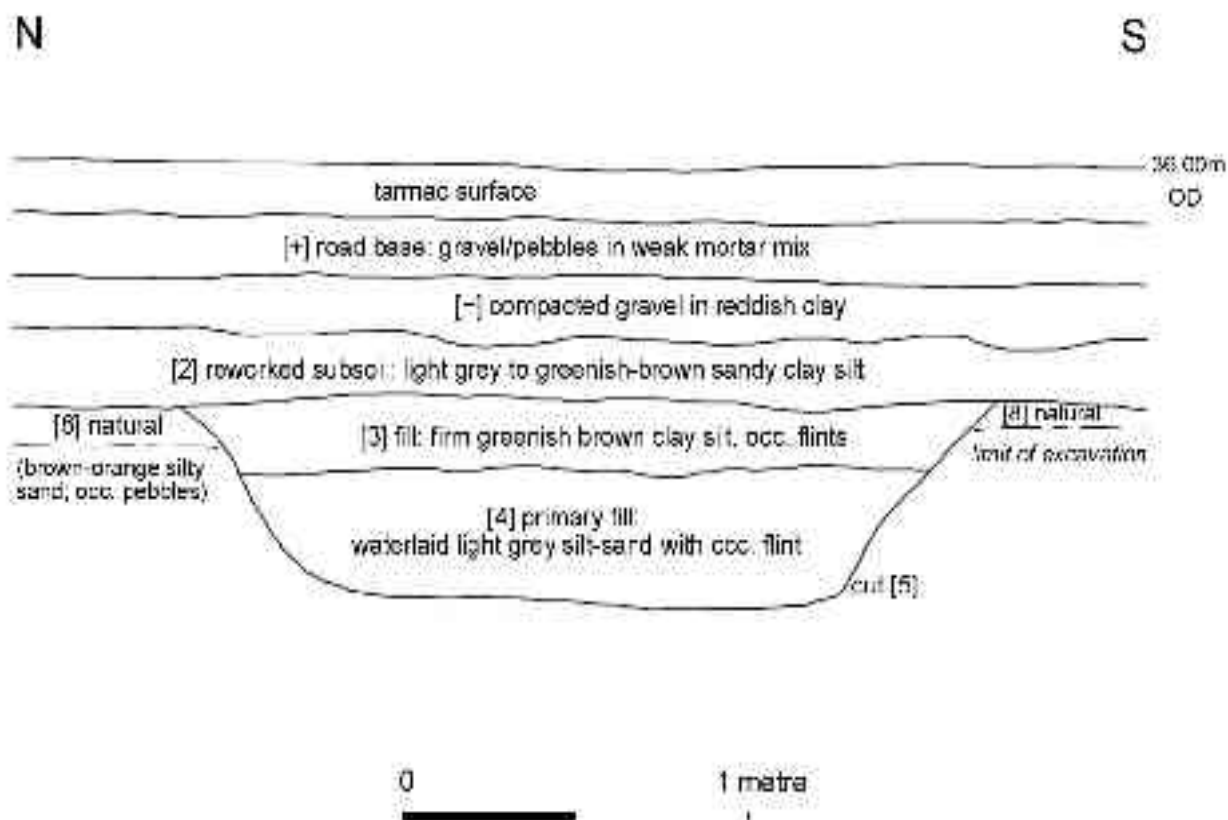 N
S
36.00m
OD
tarmac surface
[+] road base: gravel/pebbles in weak mortar mix
[-] compacted gravel in reddish clay
[2] reworked subsoil: light grey to greenish-brown sandy clay silt
[6] natural
[3] fill: firm greenish brown clay silt, occ. flints
[8] natural
(brown-orange silty
sand; occ. pebbles)
limit of excavation
[4] primary fill:
waterlaid light grey silt-sand with occ. flint
cut [5]
0
1 metre